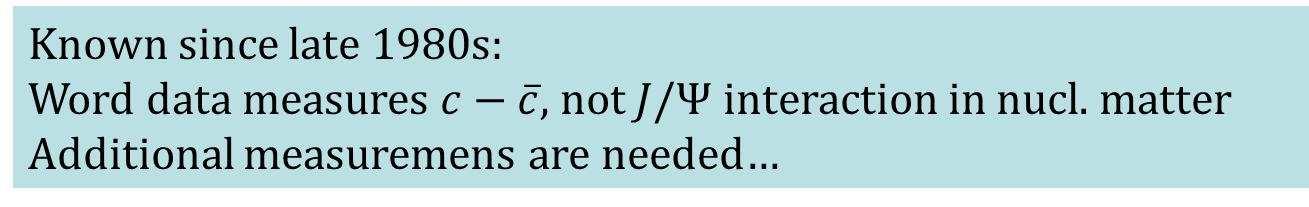 Known since late 1980s:
Word data measures c − c̄, not J/Ψ interaction in nucl. matter
Additional measuremens are needed…